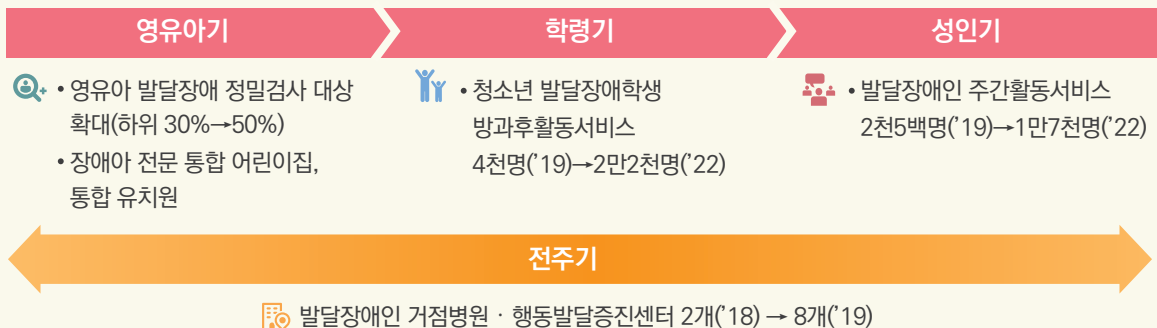 영유아기
학령기
성인기
• 영유아 발달장애 정밀검사 대상
확대(하위 30%→50%)
• 장애아 전문 통합 어린이집,
통합 유치원
• 청소년 발달장애학생
방과후활동서비스
4천명(’19)→2만2천명(’22)
• 발달장애인 주간활동서비스
2천5백명(’19)→1만7천명(’22)
전주기
발달장애인 거점병원 · 행동발달증진센터 2개(’18) → 8개(’19)